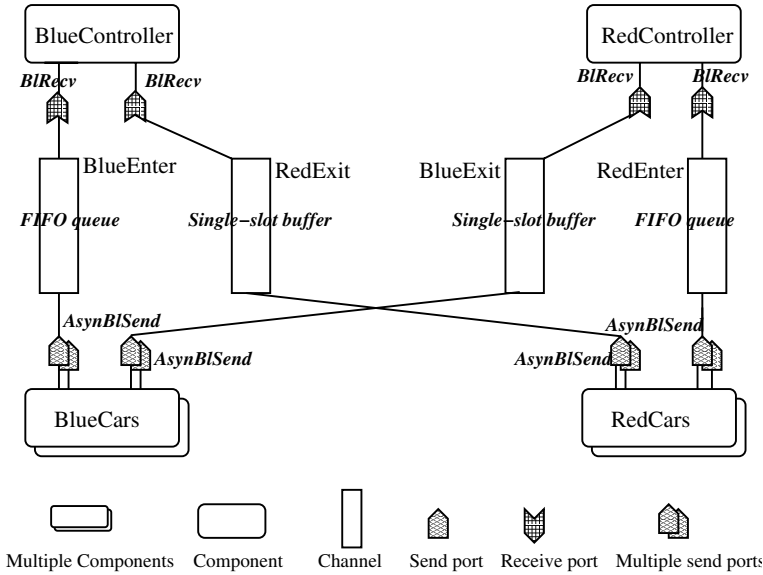 BlueController
RedController
BlRecv
BlRecv
BlRecv
BlRecv
BlueEnter
RedExit
BlueExit
RedEnter
FIFO queue
Single−slot buffer
Single−slot buffer
FIFO queue
AsynBlSend
AsynBlSend
AsynBlSend
AsynBlSend
BlueCars
RedCars
Multiple Components
Component
Channel
Send port
Receive port
Multiple send ports